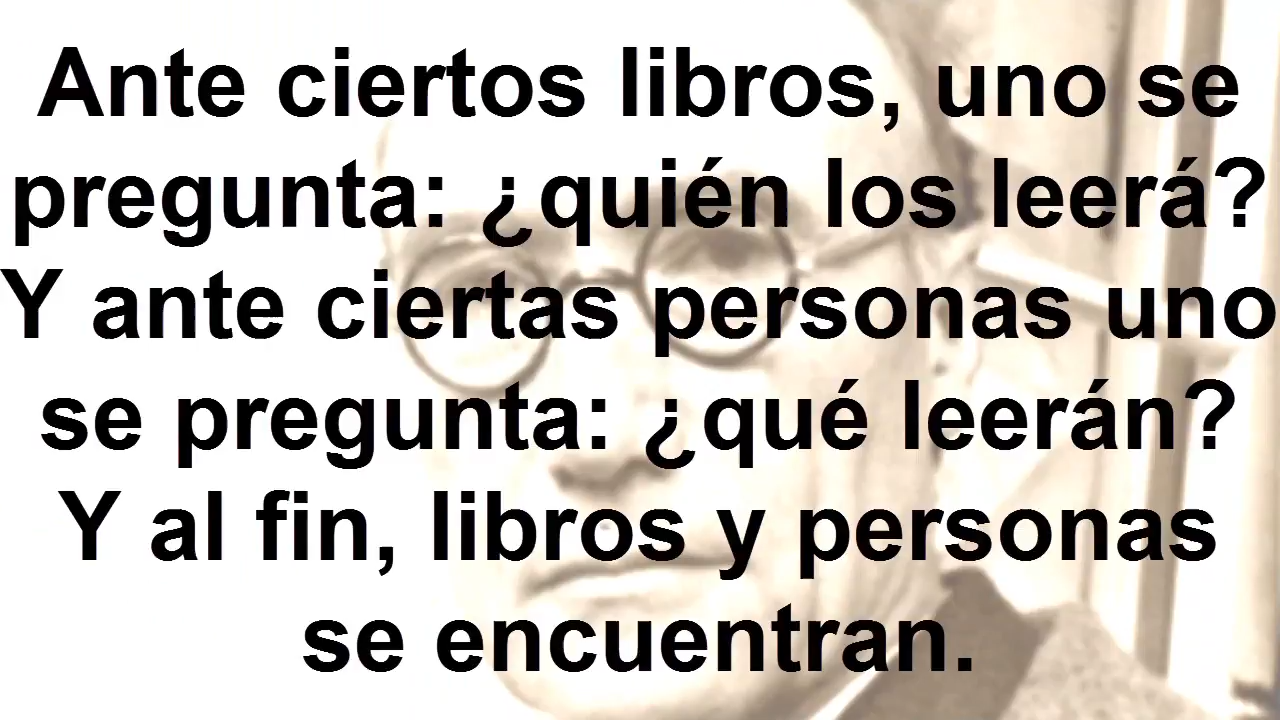 Ante ciertos libros, uno se
pregunta: ¿quién los leerá?
Y ante ciertas personas uno
se pregunta: ¿qué leerán?
Y al fin, libros y personas
se encuentran.